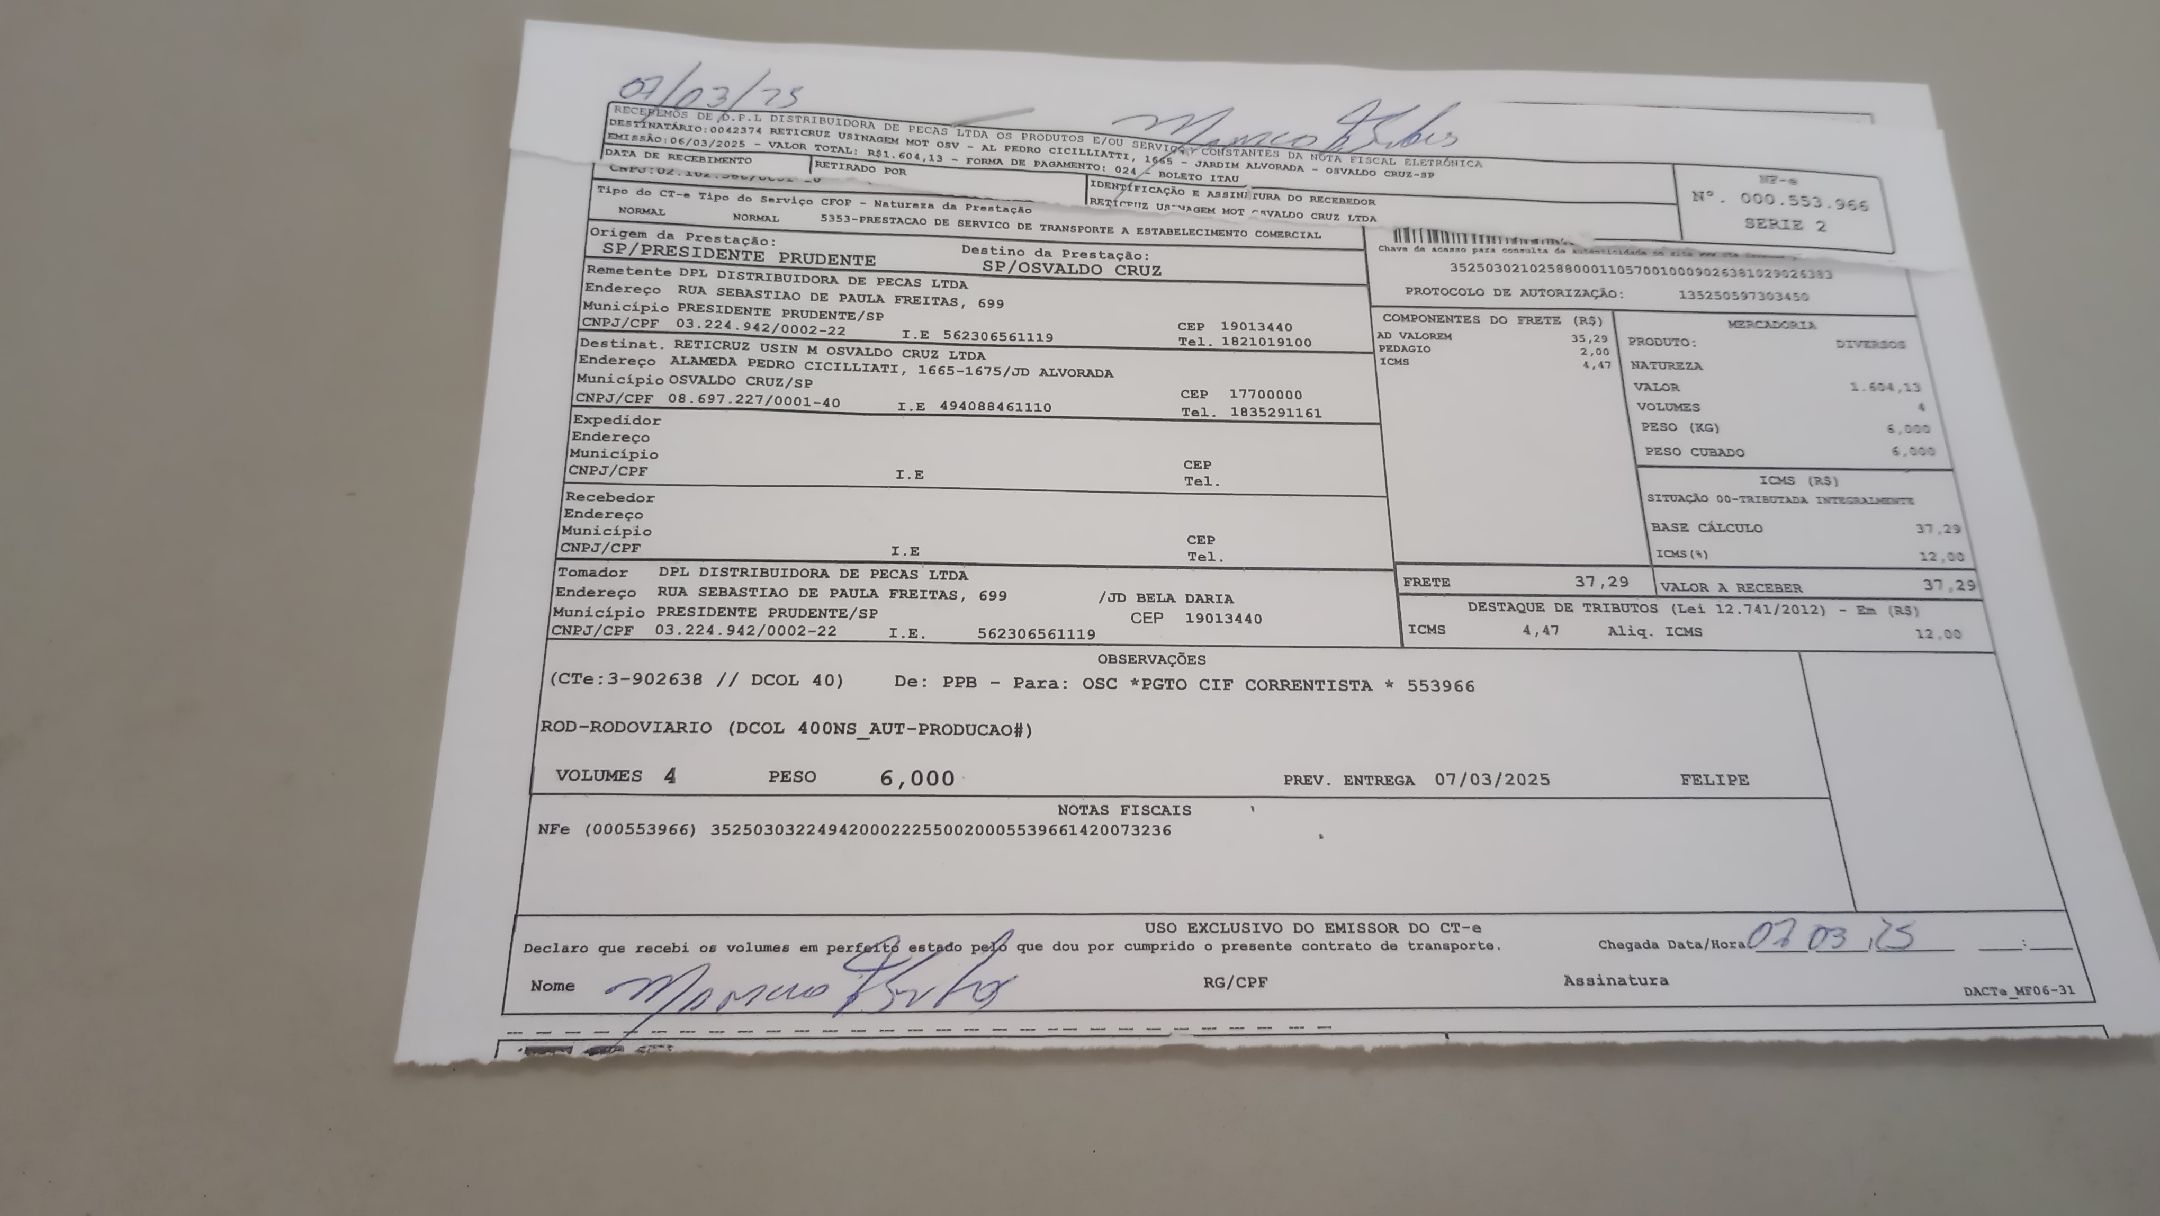 07/03/25
RECEBEMOS DE D.P.L DISTRIBUIDORA DE PECAS LTDA OS PRODUTOS E/OU SERVIÇOS CONSTANTES DA NOTA FISCAL ELETRÔNICA
DESTINATÁRIO:0042374 RETICRUZ USINAGEM MOT OSV - AL PEDRO CICILLIATTI, 1665 - JARDIM ALVORADA - OSVALDO CRUZ-SP
EMISSÃO:06/03/2025 - VALOR TOTAL: R$1.604,13 - FORMA DE PAGAMENTO: 024 - BOLETO ITAU
DATA DE RECEBIMENTO RETIRADO POR IDENTIFICAÇÃO E ASSINATURA DO RECEBEDOR
RETICRUZ USINAGEM MOT OSVALDO CRUZ LTDA
NF-e
Nº. 000.553.966
SERIE 2
Tipo do CT-e Tipo do Serviço CFOP - Natureza da Prestação
NORMAL NORMAL 5353-PRESTACAO DE SERVICO DE TRANSPORTE A ESTABELECIMENTO COMERCIAL
Chave de acesso para consulta de autenticidade no site
35250302102588000110570010009026381029026383
PROTOCOLO DE AUTORIZAÇÃO: 135250597303450
Origem da Prestação: Destino da Prestação:
SP/PRESIDENTE PRUDENTE SP/OSVALDO CRUZ
Remetente DPL DISTRIBUIDORA DE PECAS LTDA
Endereço RUA SEBASTIAO DE PAULA FREITAS, 699
Município PRESIDENTE PRUDENTE/SP CEP 19013440
CNPJ/CPF 03.224.942/0002-22 I.E 562306561119 Tel. 1821019100
Destinat. RETICRUZ USIN M OSVALDO CRUZ LTDA
Endereço ALAMEDA PEDRO CICILLIATI, 1665-1675/JD ALVORADA
Município OSVALDO CRUZ/SP CEP 17700000
CNPJ/CPF 08.697.227/0001-40 I.E 494088461110 Tel. 1835291161
Expedidor
Endereço
Município CEP
CNPJ/CPF I.E Tel.
Recebedor
Endereço
Município CEP
CNPJ/CPF I.E Tel.
Tomador DPL DISTRIBUIDORA DE PECAS LTDA
Endereço RUA SEBASTIAO DE PAULA FREITAS, 699 /JD BELA DARIA
Município PRESIDENTE PRUDENTE/SP CEP 19013440
CNPJ/CPF 03.224.942/0002-22 I.E. 562306561119
COMPONENTES DO FRETE (R$)
AD VALOREM 35,29
PEDAGIO 2,00
ICMS 4,47
MERCADORIA
PRODUTO: DIVERSOS
NATUREZA
VALOR 1.604,13
VOLUMES 4
PESO (KG) 6,000
PESO CUBADO 6,000
ICMS (R$)
SITUAÇÃO 00-TRIBUTADA INTEGRALMENTE
BASE CÁLCULO 37,29
ICMS(%) 12,00
FRETE 37,29 VALOR A RECEBER 37,29
DESTAQUE DE TRIBUTOS (Lei 12.741/2012) - Em (R$)
ICMS 4,47 Aliq. ICMS 12,00
OBSERVAÇÕES
(CTe:3-902638 // DCOL 40) De: PPB - Para: OSC *PGTO CIF CORRENTISTA * 553966
ROD-RODOVIARIO (DCOL 400NS_AUT-PRODUCAO#)
VOLUMES 4 PESO 6,000 PREV. ENTREGA 07/03/2025 FELIPE
NOTAS FISCAIS
NFe (000553966) 35250303224942000222550020005539661420073236
USO EXCLUSIVO DO EMISSOR DO CT-e
Declaro que recebi os volumes em perfeito estado pelo que dou por cumprido o presente contrato de transporte. Chegada Data/Hora 07 03 25 __:__
Nome RG/CPF Assinatura
DACTe_MF06-31